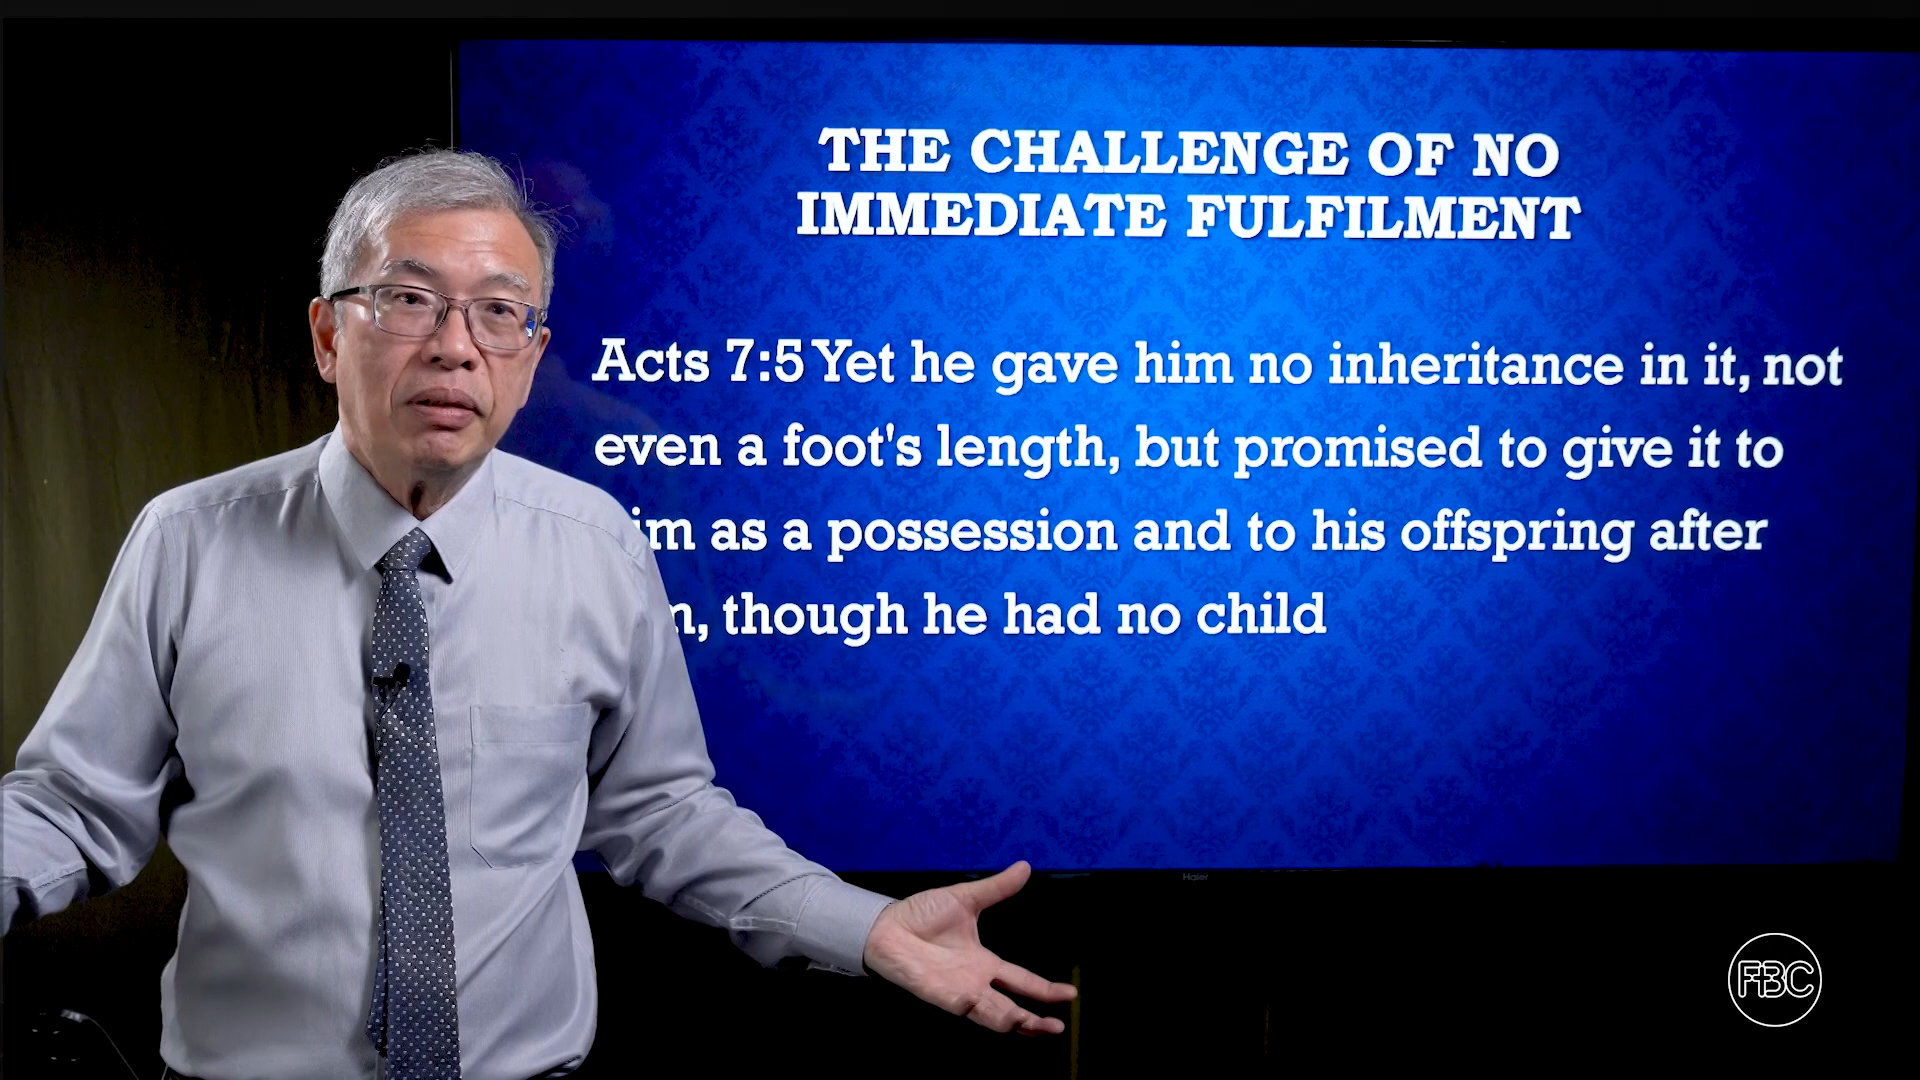 THE CHALLENGE OF NO
IMMEDIATE FULFILMENT
Acts 7:5 Yet he gave him no inheritance in it, not
even a foot's length, but promised to give it to
as a possession and to his offspring after
though he had no child
Haier
FBC